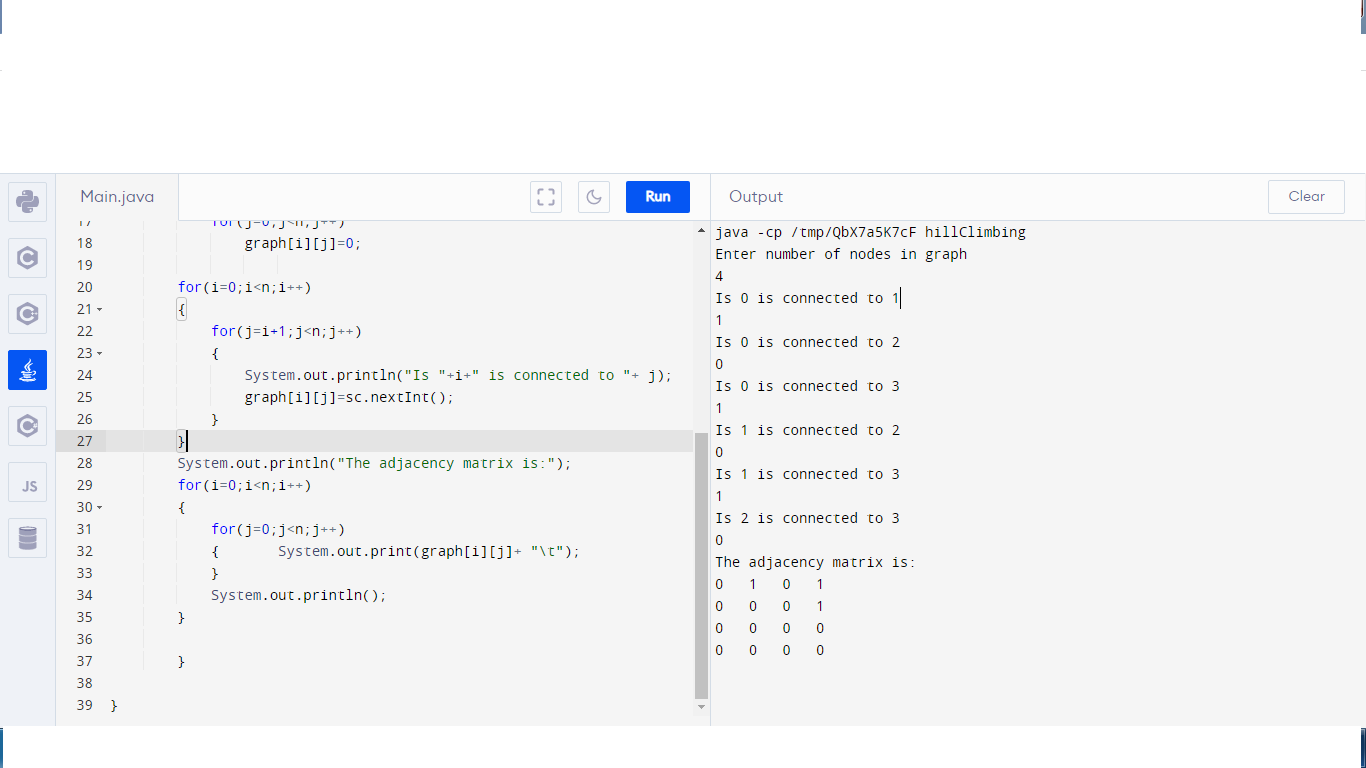 Main.java
Run
Output
Clear
JS
17 for(j=0;j<n;j++)
18 graph[i][j]=0;
19
20 for(i=0;i<n;i++)
21 {
22 for(j=i+1;j<n;j++)
23 {
24 System.out.println("Is "+i+" is connected to "+ j);
25 graph[i][j]=sc.nextInt();
26 }
27 }
28 System.out.println("The adjacency matrix is:");
29 for(i=0;i<n;i++)
30 {
31 for(j=0;j<n;j++)
32 { System.out.print(graph[i][j]+ "\t");
33 }
34 System.out.println();
35 }
36
37 }
38
39 }
java -cp /tmp/QbX7a5K7cF hillClimbing
Enter number of nodes in graph
4
Is 0 is connected to 1
1
Is 0 is connected to 2
0
Is 0 is connected to 3
1
Is 1 is connected to 2
0
Is 1 is connected to 3
1
Is 2 is connected to 3
0
The adjacency matrix is:
0 1 0 1
0 0 0 1
0 0 0 0
0 0 0 0